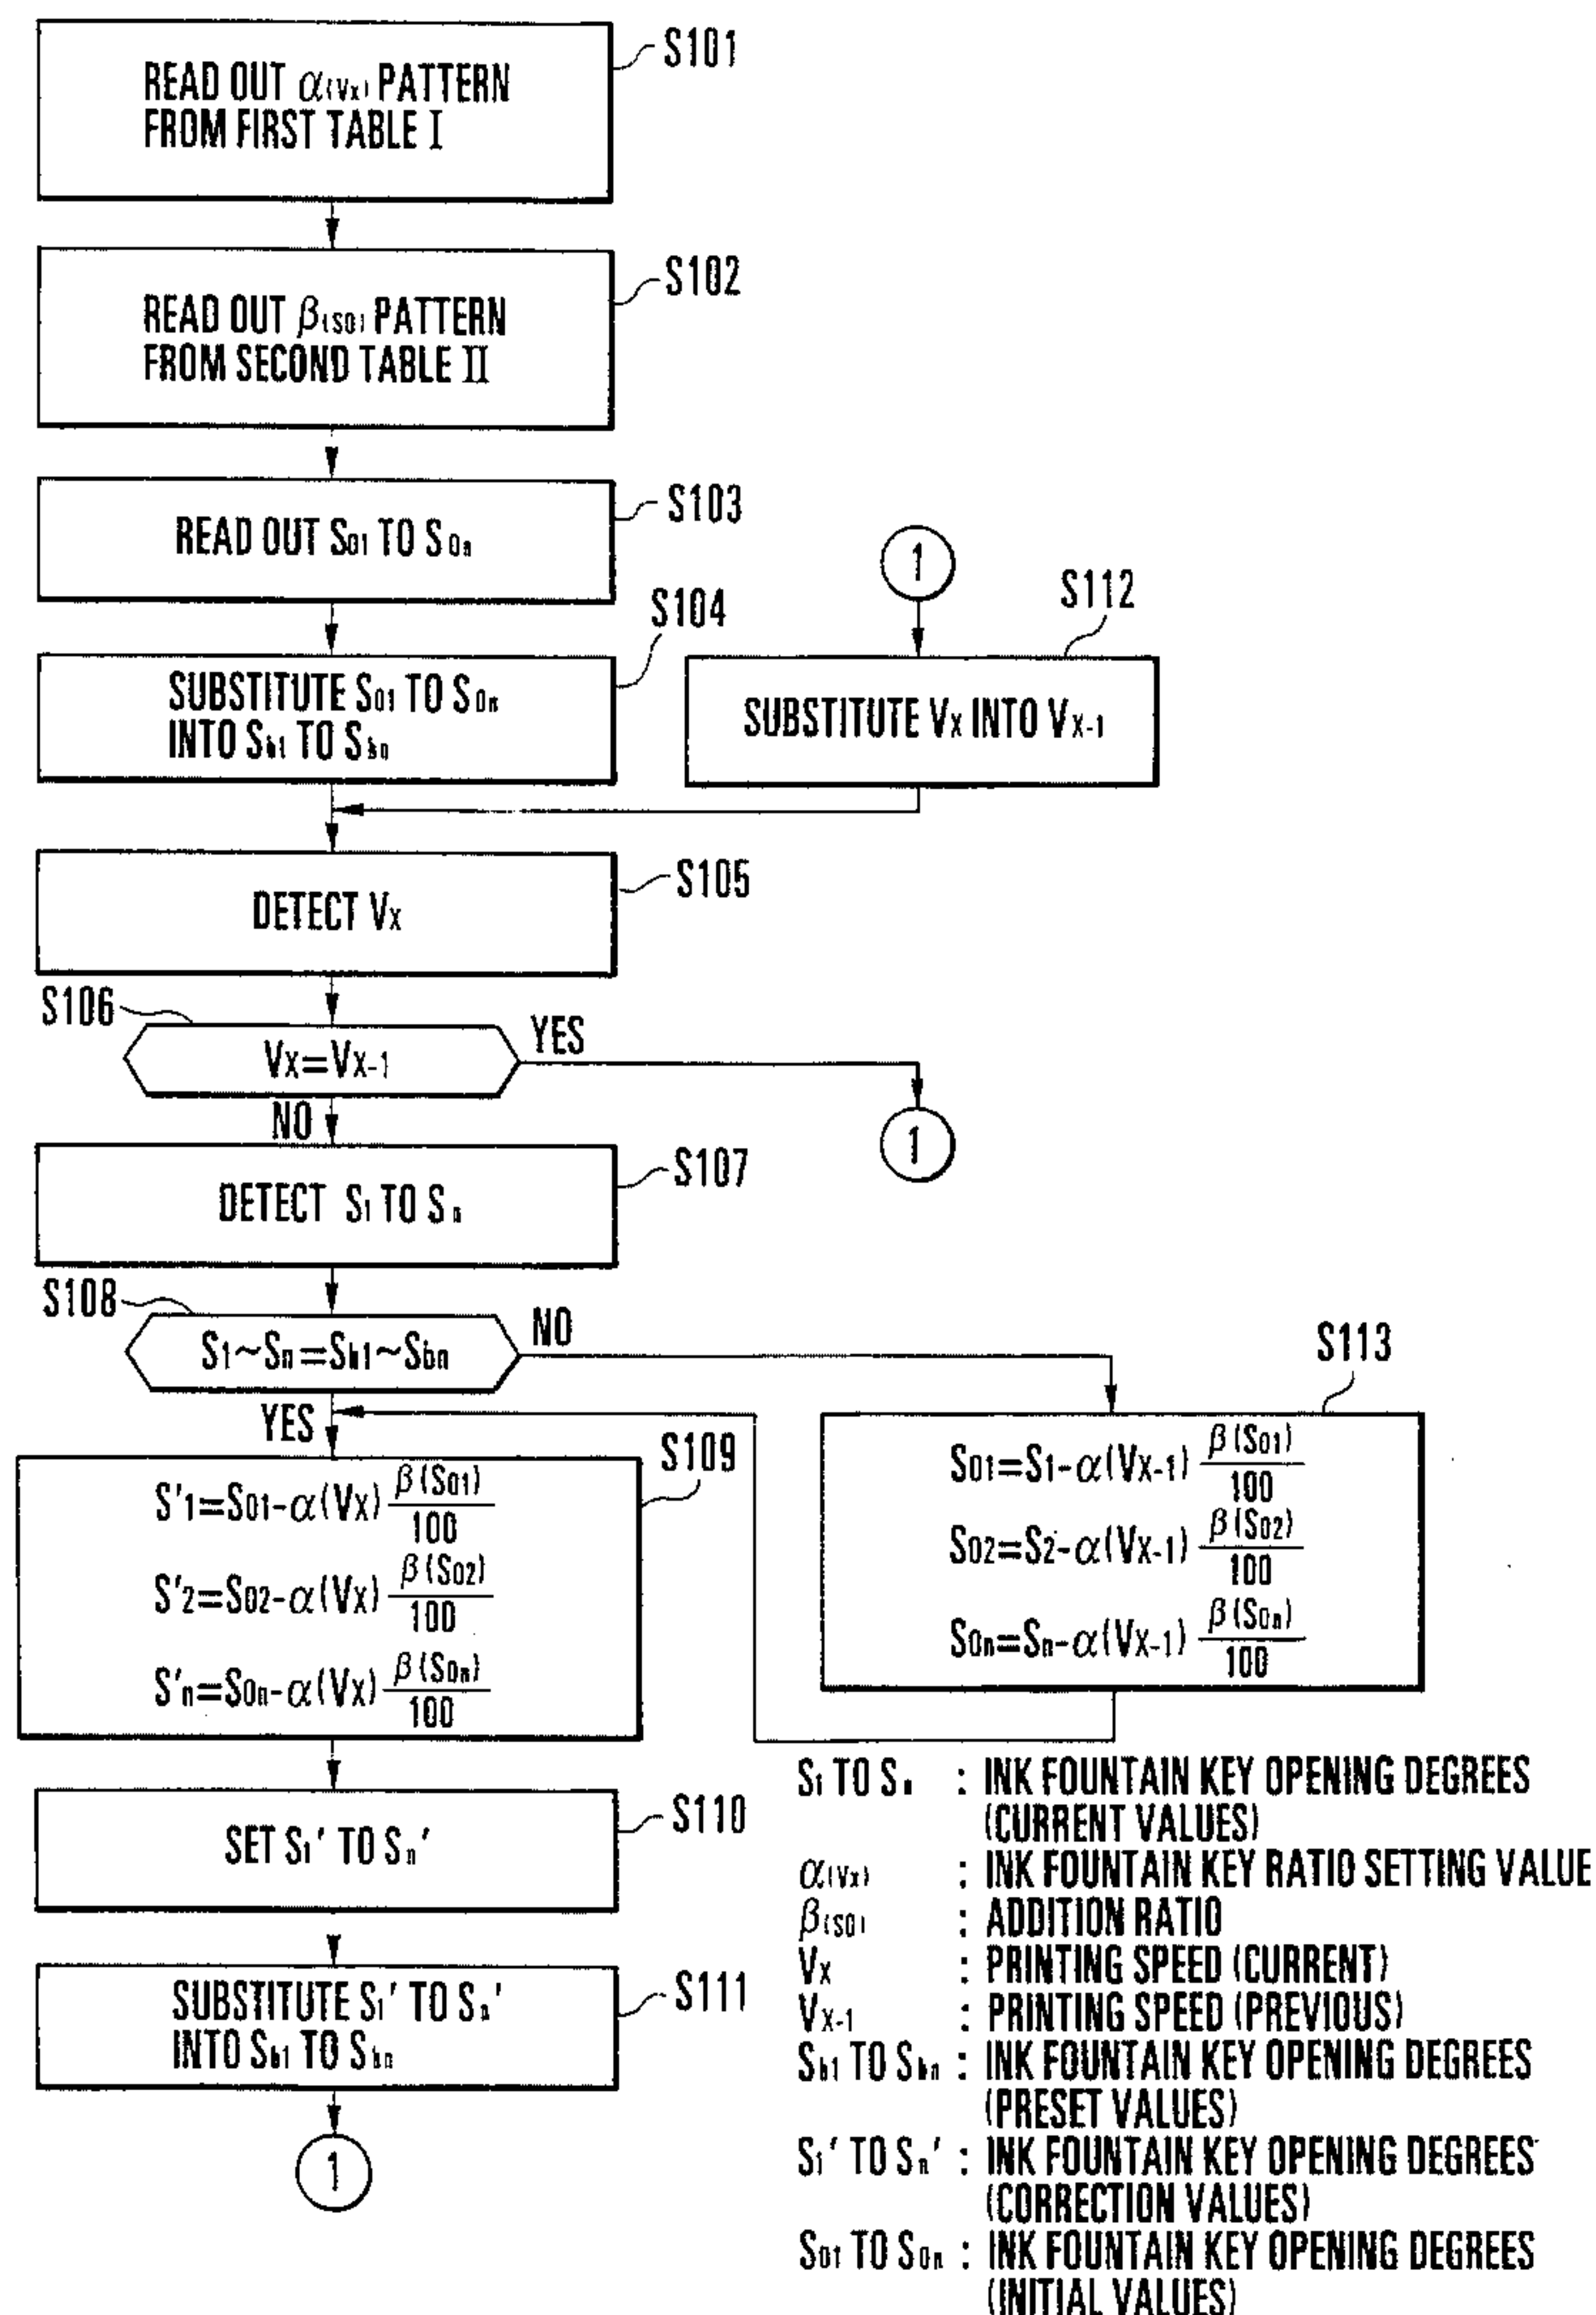 S101
READ OUT α(Vx) PATTERN
FROM FIRST TABLE I
S102
READ OUT β(S0) PATTERN
FROM SECOND TABLE II
S103
READ OUT S01 TO S0n
S104
SUBSTITUTE S01 TO S0n
INTO Sb1 TO Sbn
1
S112
SUBSTITUTE VX INTO VX-1
S105
DETECT VX
S106
VX=VX-1
YES
NO
1
S107
DETECT S1 TO Sn
S108
S1~Sn=Sb1~Sbn
NO
YES
S113
S01=S1-α(VX-1) β(S01)/100
S02=S2-α(VX-1) β(S02)/100
S0n=Sn-α(VX-1) β(S0n)/100
S109
S'1=S01-α(VX) β(S01)/100
S'2=S02-α(VX) β(S02)/100
S'n=S0n-α(VX) β(S0n)/100
S110
SET S1' TO Sn'
S111
SUBSTITUTE S1' TO Sn'
INTO Sb1 TO Sbn
1
S1 TO Sn : INK FOUNTAIN KEY OPENING DEGREES
(CURRENT VALUES)
α(Vx) : INK FOUNTAIN KEY RATIO SETTING VALUE
β(S0) : ADDITION RATIO
VX : PRINTING SPEED (CURRENT)
VX-1 : PRINTING SPEED (PREVIOUS)
Sb1 TO Sbn : INK FOUNTAIN KEY OPENING DEGREES
(PRESET VALUES)
S1' TO Sn' : INK FOUNTAIN KEY OPENING DEGREES
(CORRECTION VALUES)
S01 TO S0n : INK FOUNTAIN KEY OPENING DEGREES
(INITIAL VALUES)